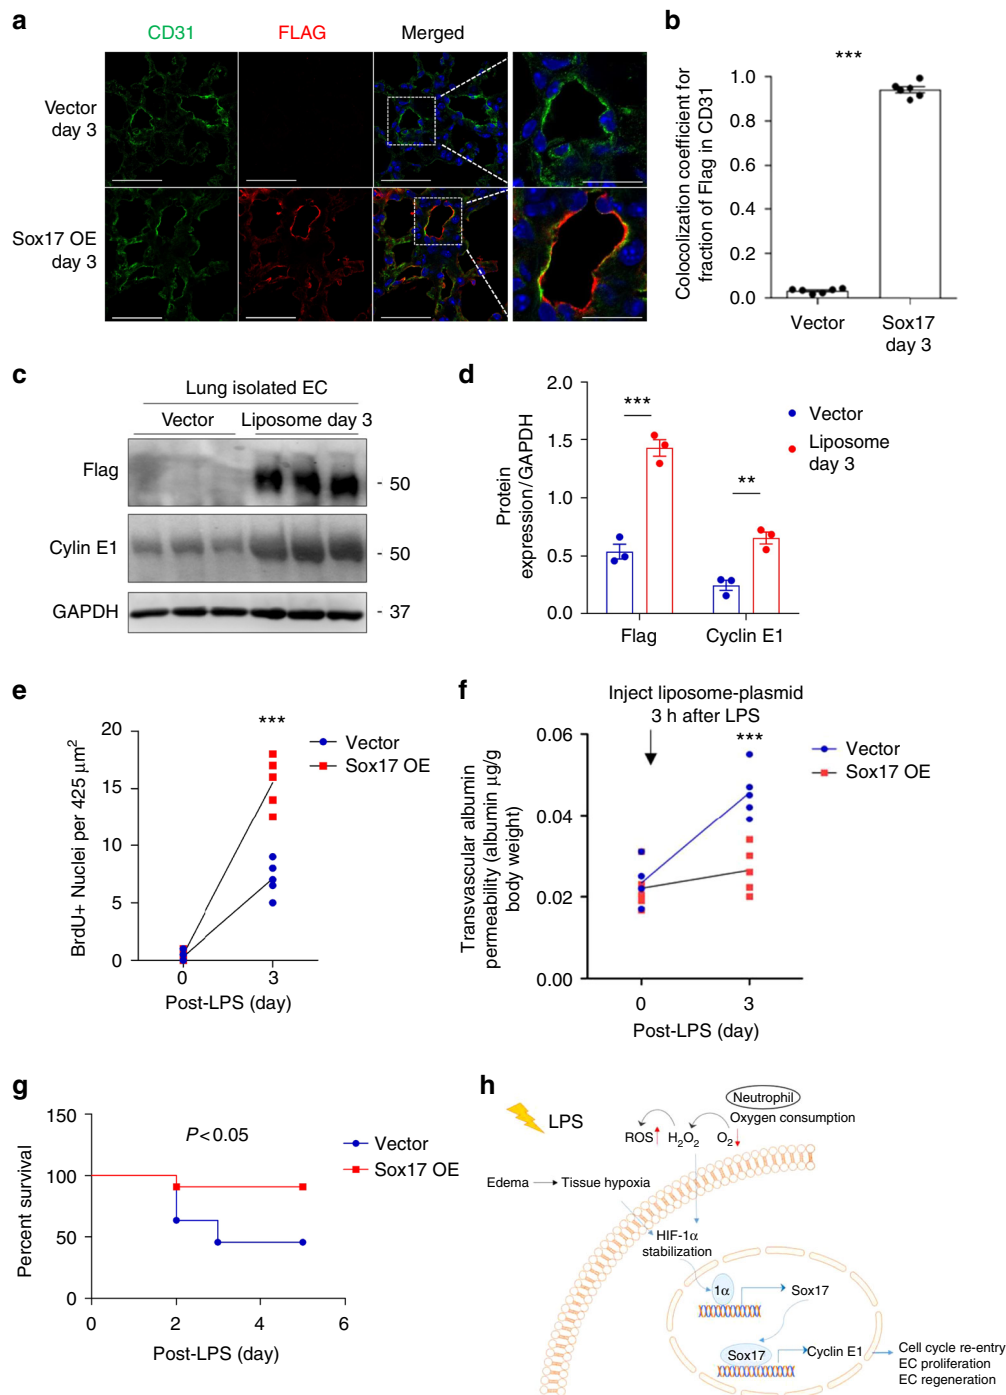 a
CD31
FLAG
Merged
Vector
day 3
Sox17 OE
day 3
b
***
Colocolization coefficient for
fraction of Flag in CD31
1.0
0.8
0.6
0.4
0.2
0.0
Vector
Sox17
day 3
c
Lung isolated EC
Vector
Liposome day 3
Flag
- 50
Cylin E1
- 50
GAPDH
- 37
d
Protein
expression/GAPDH
2.0
1.5
1.0
0.5
0.0
***
**
Flag
Cyclin E1
Vector
Liposome
day 3
e
BrdU+ Nuclei per 425 μm²
20
15
10
5
0
***
0
3
Post-LPS (day)
Vector
Sox17 OE
f
Inject liposome-plasmid
3 h after LPS
Transvascular albumin
permeability (albumin μg/g
body weight)
0.06
0.04
0.02
0.00
***
0
3
Post-LPS (day)
Vector
Sox17 OE
g
Percent survival
150
100
50
0
P<0.05
0
2
4
6
Post-LPS (day)
Vector
Sox17 OE
h
LPS
Neutrophil
Oxygen consumption
ROS
H₂O₂
O₂
Edema
Tissue hypoxia
HIF-1α
stabilization
1α
Sox17
Sox17
Cyclin E1
Cell cycle re-entry
EC proliferation
EC regeneration